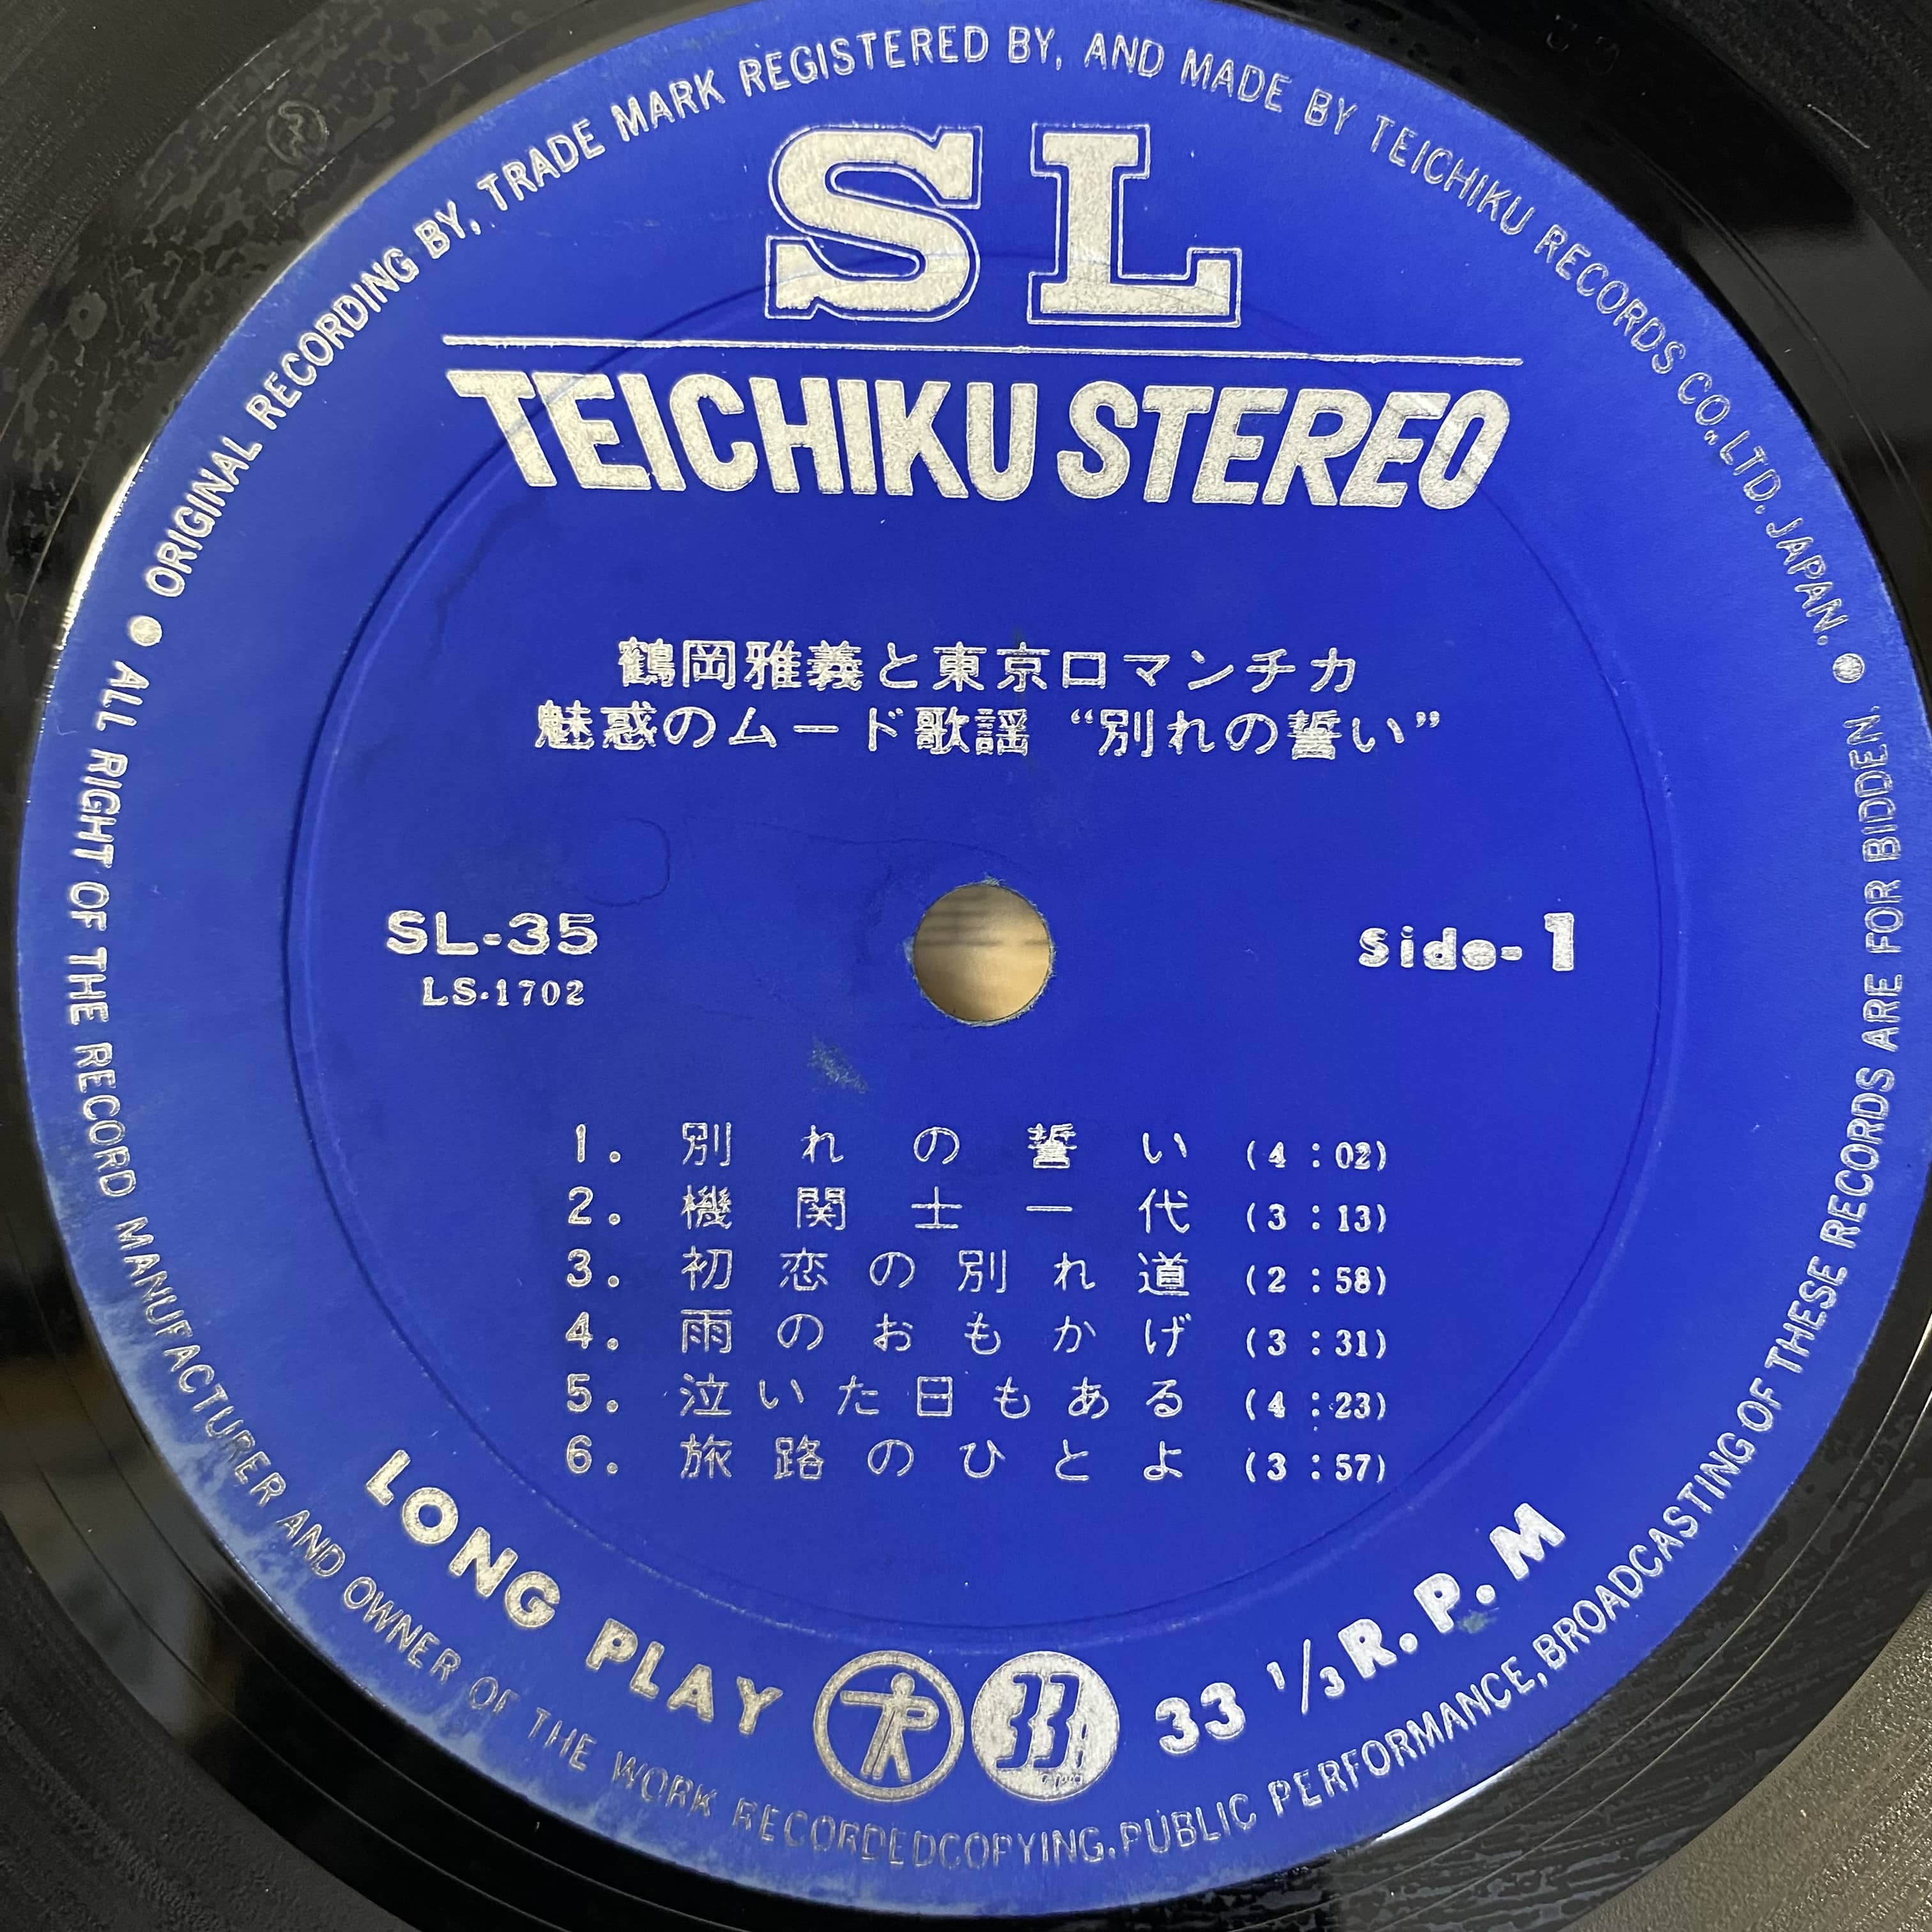 ● ORIGINAL RECORDING BY, TRADE MARK REGISTERED BY, AND MADE BY TEICHIKU RECORDS CO., LTD. JAPAN. ●
SL
TEICHIKU STEREO
鶴岡雅義と東京ロマンチカ
魅惑のムード歌謡 “別れの誓い”
SL-35
LS・1702
Side-1
1. 別れの誓い (4:02)
2. 機関士一代 (3:13)
3. 初恋の別れ道 (2:58)
4. 雨のおもかげ (3:31)
5. 泣いた日もある (4:23)
6. 旅路のひとよ (3:57)
LONG PLAY
33
33 1/3 R.P.M
ALL RIGHT OF THE RECORD MANUFACTURER AND OWNER OF THE WORK RECORDEDCOPYING.PUBLIC PERFORMANCE,BROADCASTING OF THESE RECORDS ARE FOR BIDDEN.